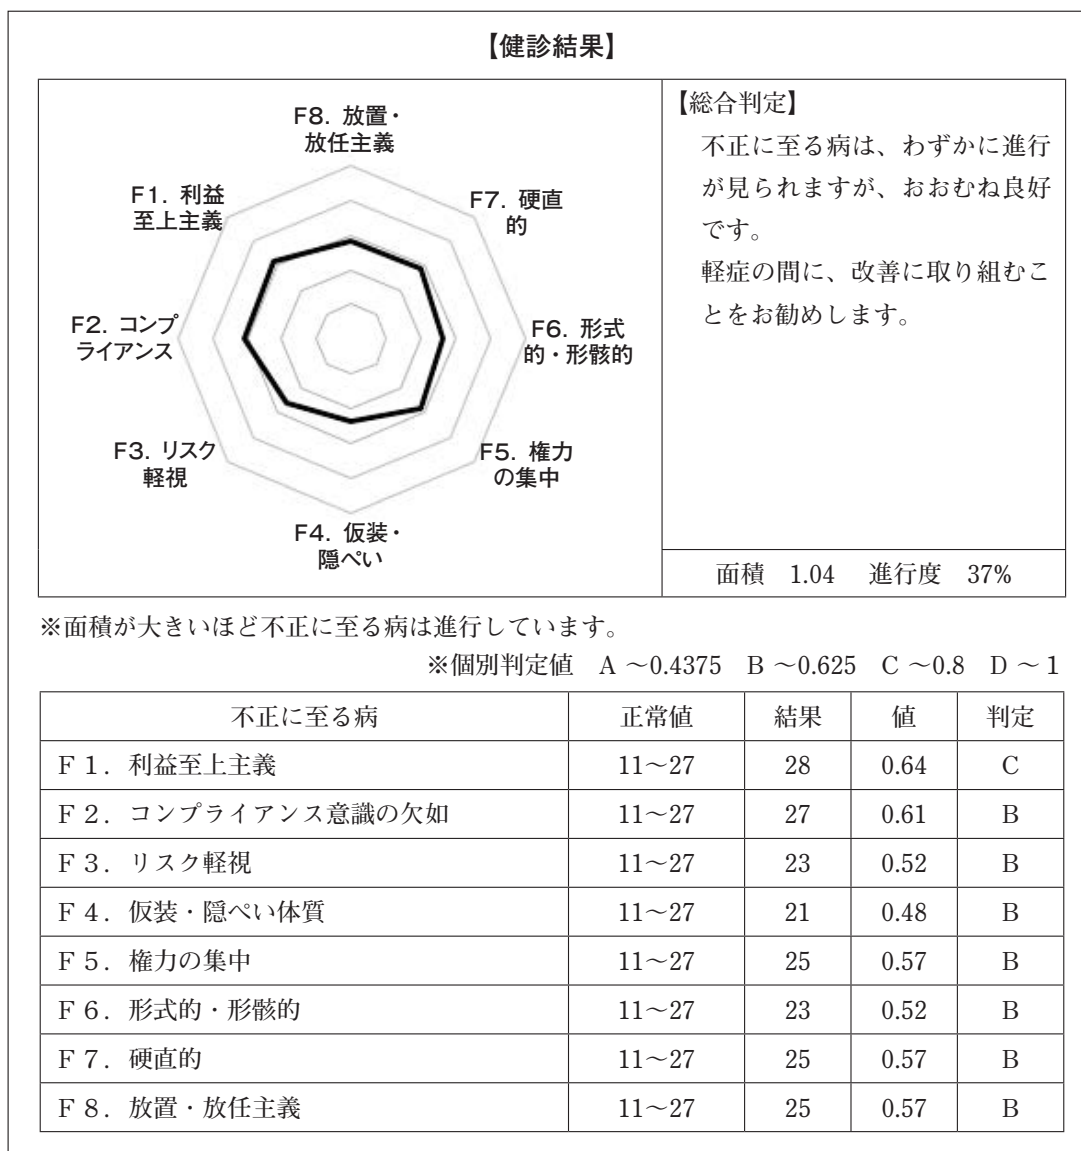 【健診結果】
F8. 放置・
放任主義
F1. 利益
至上主義
F7. 硬直
的
F2. コンプ
ライアンス
F6. 形式
的・形骸的
F3. リスク
軽視
F5. 権力
の集中
F4. 仮装・
隠ぺい
【総合判定】
不正に至る病は、わずかに進行
が見られますが、おおむね良好
です。
軽症の間に、改善に取り組むこ
とをお勧めします。
面積 1.04 進行度 37%
※面積が大きいほど不正に至る病は進行しています。
※個別判定値 A ～0.4375 B ～0.625 C ～0.8 D ～1
不正に至る病 正常値 結果 値 判定
F1. 利益至上主義 11～27 28 0.64 C
F2. コンプライアンス意識の欠如 11～27 27 0.61 B
F3. リスク軽視 11～27 23 0.52 B
F4. 仮装・隠ぺい体質 11～27 21 0.48 B
F5. 権力の集中 11～27 25 0.57 B
F6. 形式的・形骸的 11～27 23 0.52 B
F7. 硬直的 11～27 25 0.57 B
F8. 放置・放任主義 11～27 25 0.57 B